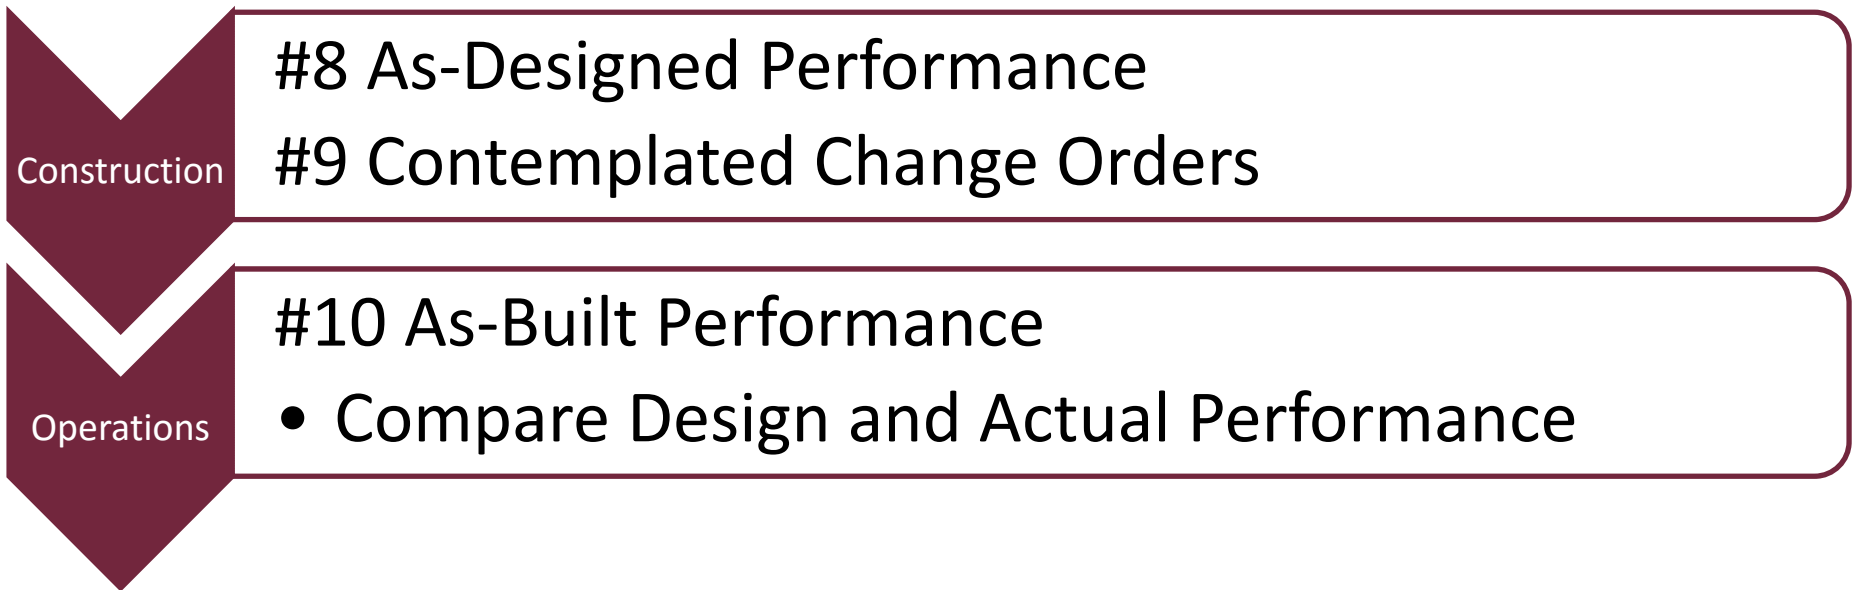 Construction
#8 As-Designed Performance
#9 Contemplated Change Orders
Operations
#10 As-Built Performance
• Compare Design and Actual Performance